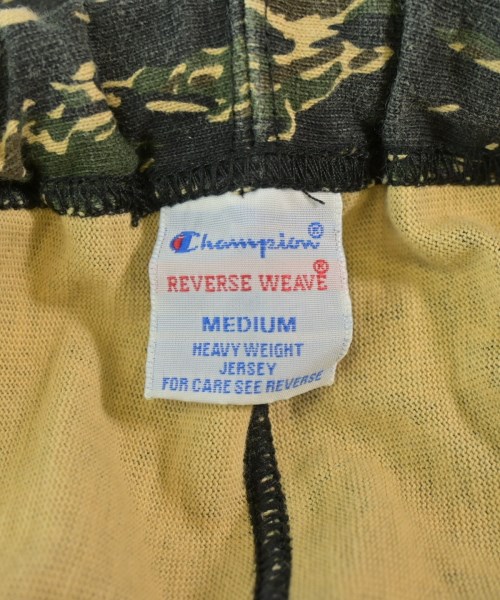 Champion®
REVERSE WEAVE®
MEDIUM
HEAVY WEIGHT
JERSEY
FOR CARE SEE REVERSE